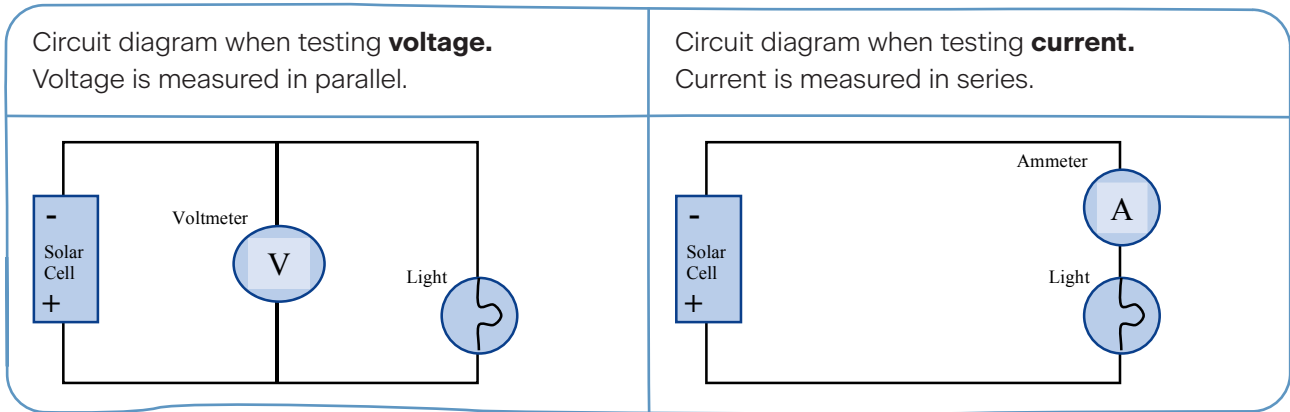 Circuit diagram when testing voltage.
Voltage is measured in parallel.
Circuit diagram when testing current.
Current is measured in series.
-
Solar
Cell
+
Voltmeter
V
Light
-
Solar
Cell
+
Ammeter
A
Light